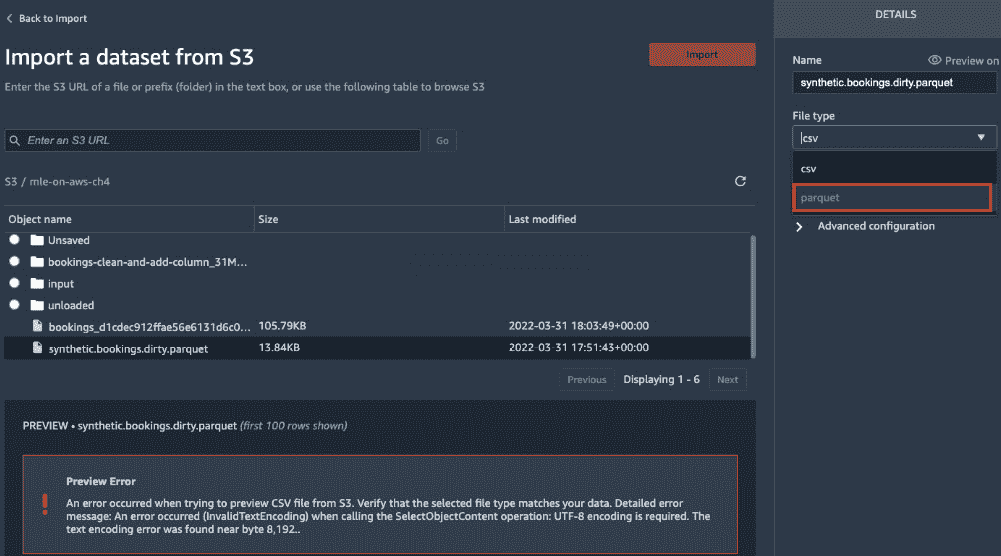 Back to Import
Import a dataset from S3
Import
Enter the S3 URL of a file or prefix (folder) in the text box, or use the following table to browse S3
Enter an S3 URL
Go
S3 / mle-on-aws-ch4
Object name Size Last modified
Unsaved
bookings-clean-and-add-column_31M...
input
unloaded
bookings_d1cdec912ffae56e6131d6c0... 105.79KB 2022-03-31 18:03:49+00:00
synthetic.bookings.dirty.parquet 13.84KB 2022-03-31 17:51:43+00:00
Previous Displaying 1 - 6 Next
PREVIEW • synthetic.bookings.dirty.parquet (first 100 rows shown)
Preview Error
An error occurred when trying to preview CSV file from S3. Verify that the selected file type matches your data. Detailed error
message: An error occurred (InvalidTextEncoding) when calling the SelectObjectContent operation: UTF-8 encoding is required. The
text encoding error was found near byte 8,192..
DETAILS
Name Preview on
synthetic.bookings.dirty.parquet
File type
csv
csv
parquet
Advanced configuration